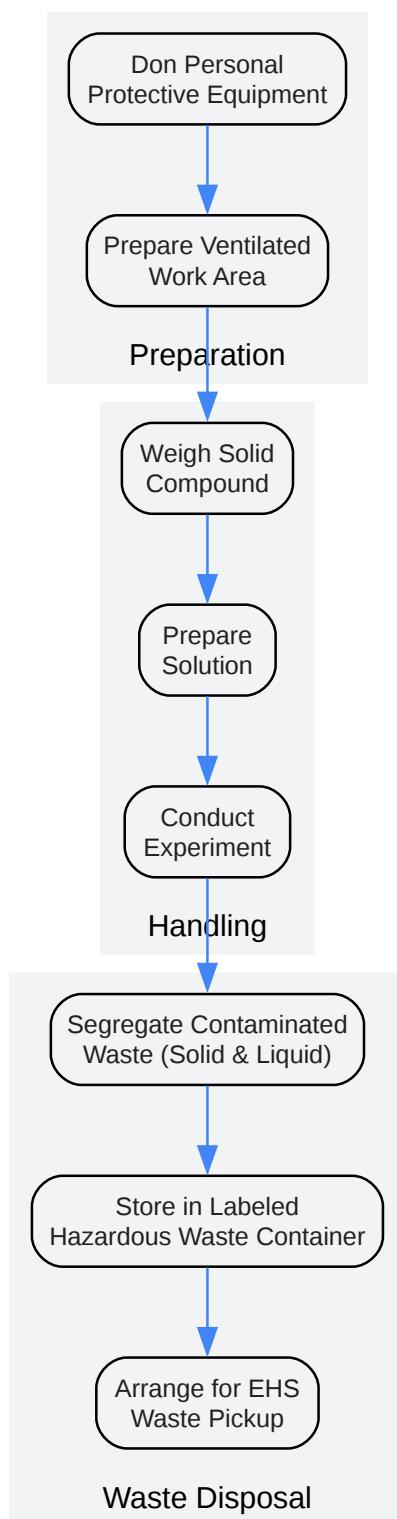 Don Personal
Protective Equipment
Prepare Ventilated
Work Area
Preparation
Weigh Solid
Compound
Prepare
Solution
Conduct
Experiment
Handling
Segregate Contaminated
Waste (Solid & Liquid)
Store in Labeled
Hazardous Waste Container
Arrange for EHS
Waste Pickup
Waste Disposal